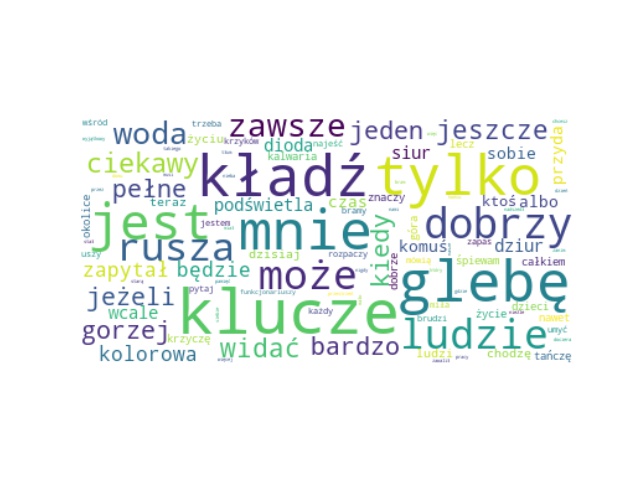 wśród
trzeba
woda
zawsze
jeden
jeszcze
przyda
życiu
krzyków
dioda
najeść
lecz
siur
sobie
ciekawy
kalwaria
kładź
tylko
pełne
teraz
podświetla
czas
znaczy
ktoś
albo
okolice
jest
mnie
jestem
bramy
kiedy
góra
dobrzy
rusza
dzisiaj
rozpaczy
dobrze
komuś
zapas
dziur
uszy
zapytał
będzie
może
glebę
śpiewam
całkiem
jeżeli
pytaj
klucze
funkcjonariuszy
nowią
wcale
każdy
brudzi
życie
dzieci
nawet
gorzej
krzyczę
ludzie
umyć
kolorowa
widać
bardzo
ludzi
chodzę
tańczę